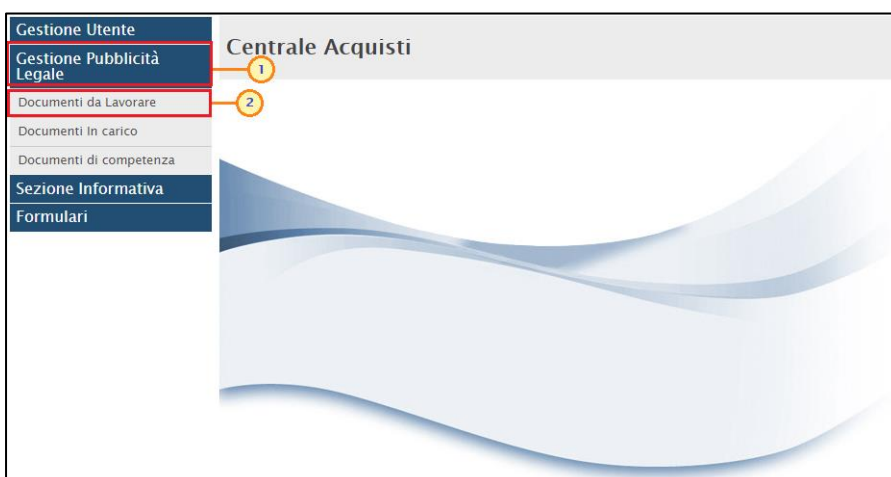 Gestione Utente
Gestione Pubblicità
Legale
Documenti da Lavorare
Documenti In carico
Documenti di competenza
Sezione Informativa
Formulari
Centrale Acquisti
1
2